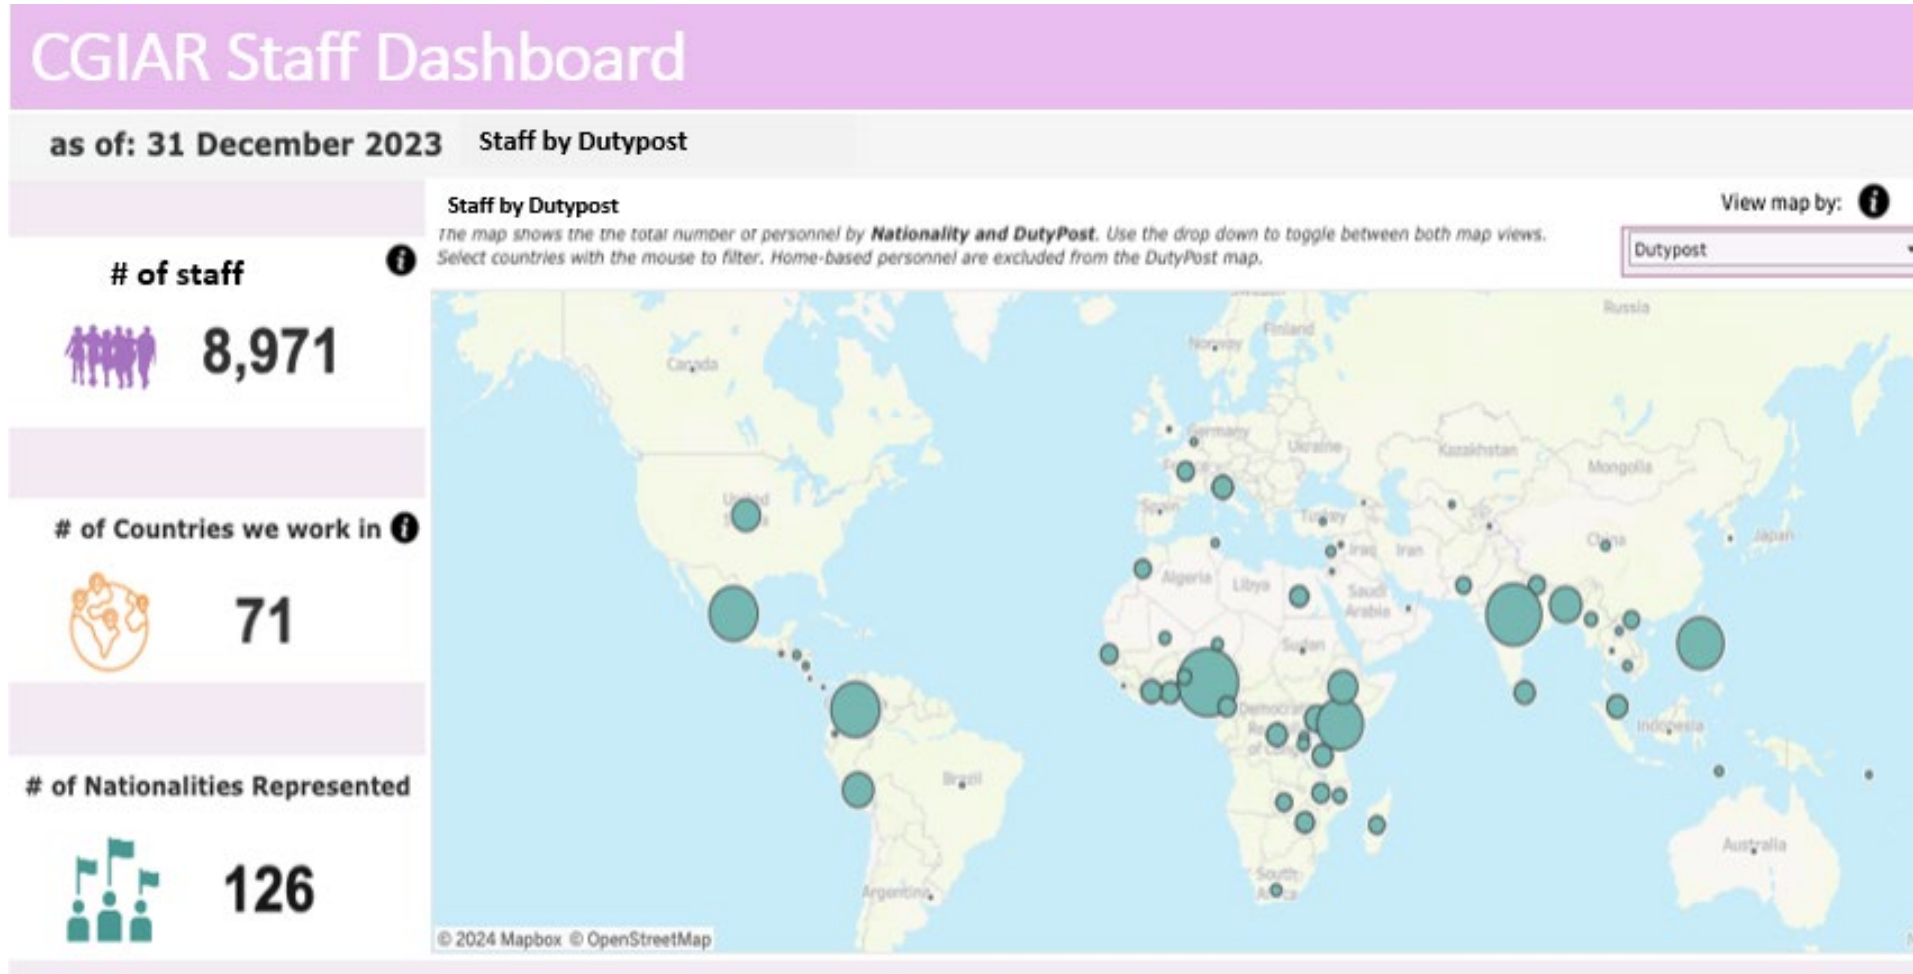 CGIAR Staff Dashboard
as of: 31 December 2023
Staff by Dutypost
Staff by Dutypost
The map shows the the total number of personnel by Nationality and DutyPost. Use the drop down to toggle between both map views.
Select countries with the mouse to filter. Home-based personnel are excluded from the DutyPost map.
View map by:
Dutypost
# of staff
8,971
# of Countries we work in
71
# of Nationalities Represented
126
Russia
Finland
Norway
Canada
Germany
Ukraine
Kazakhstan
Mongolia
United
Spain
Turkey
China
Japan
Iraq
Iran
Algeria
Libya
Saudi
Arabia
Sudan
Indonesia
Brazil
Australia
South
Africa
Argentina
© 2024 Mapbox © OpenStreetMap